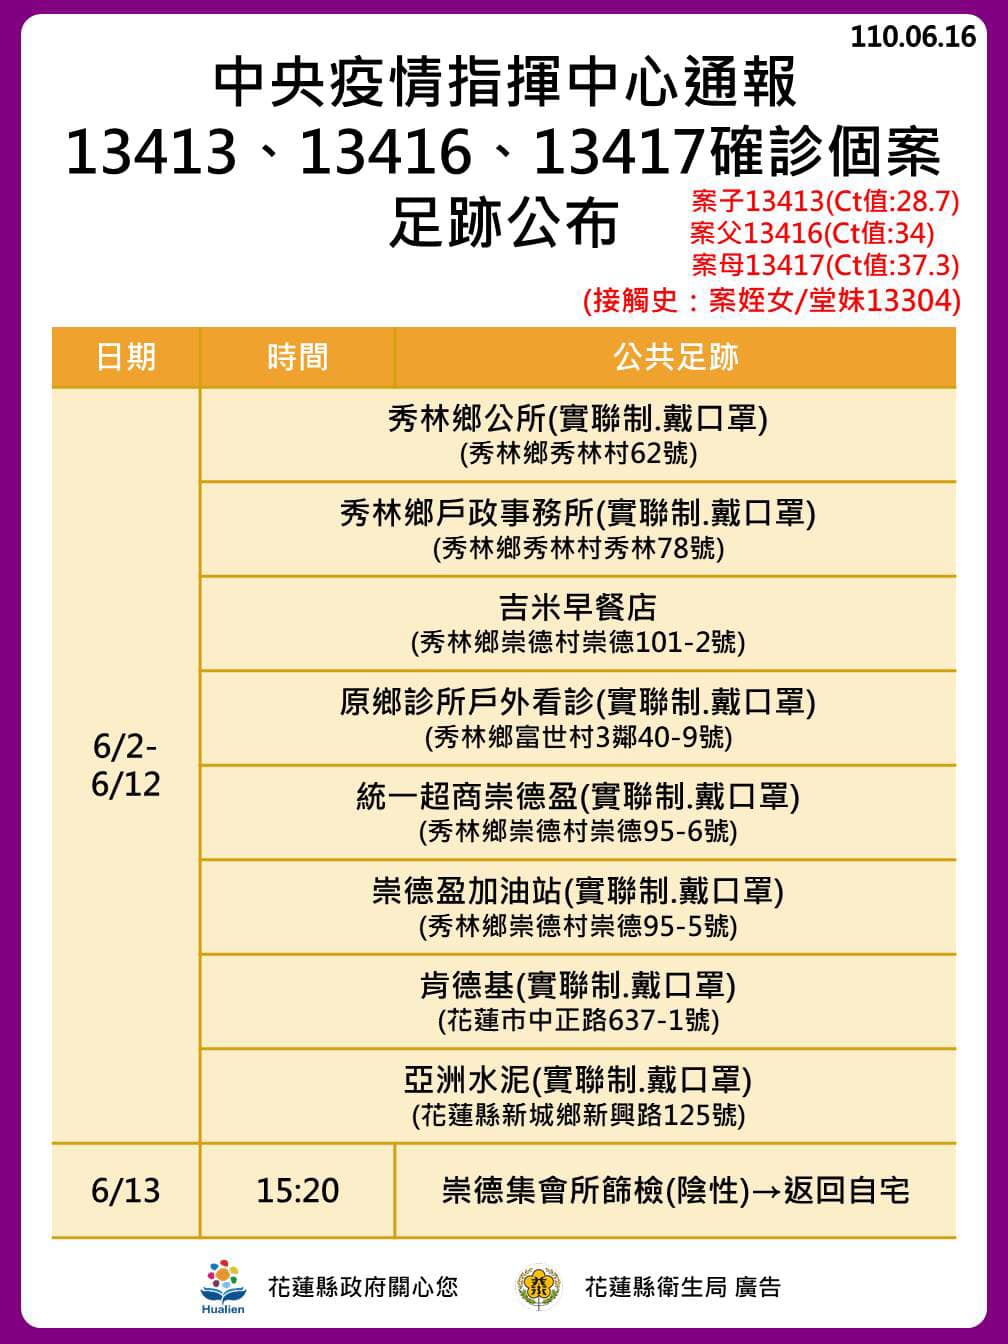 110.06.16
中央疫情指揮中心通報
13413、13416、13417確診個案
足跡公布
案子13413(Ct值:28.7)
案父13416(Ct值:34)
案母13417(Ct值:37.3)
(接觸史：案姪女/堂妹13304)
日期 時間 公共足跡
6/2-
6/12
秀林鄉公所(實聯制.戴口罩)
(秀林鄉秀林村62號)
秀林鄉戶政事務所(實聯制.戴口罩)
(秀林鄉秀林村秀林78號)
吉米早餐店
(秀林鄉崇德村崇德101-2號)
原鄉診所戶外看診(實聯制.戴口罩)
(秀林鄉富世村3鄰40-9號)
統一超商崇德盈(實聯制.戴口罩)
(秀林鄉崇德村崇德95-6號)
崇德盈加油站(實聯制.戴口罩)
(秀林鄉崇德村崇德95-5號)
肯德基(實聯制.戴口罩)
(花蓮市中正路637-1號)
亞洲水泥(實聯制.戴口罩)
(花蓮縣新城鄉新興路125號)
6/13 15:20 崇德集會所篩檢(陰性)→返回自宅
Hualien
花蓮縣政府關心您
花蓮縣衛生局 廣告